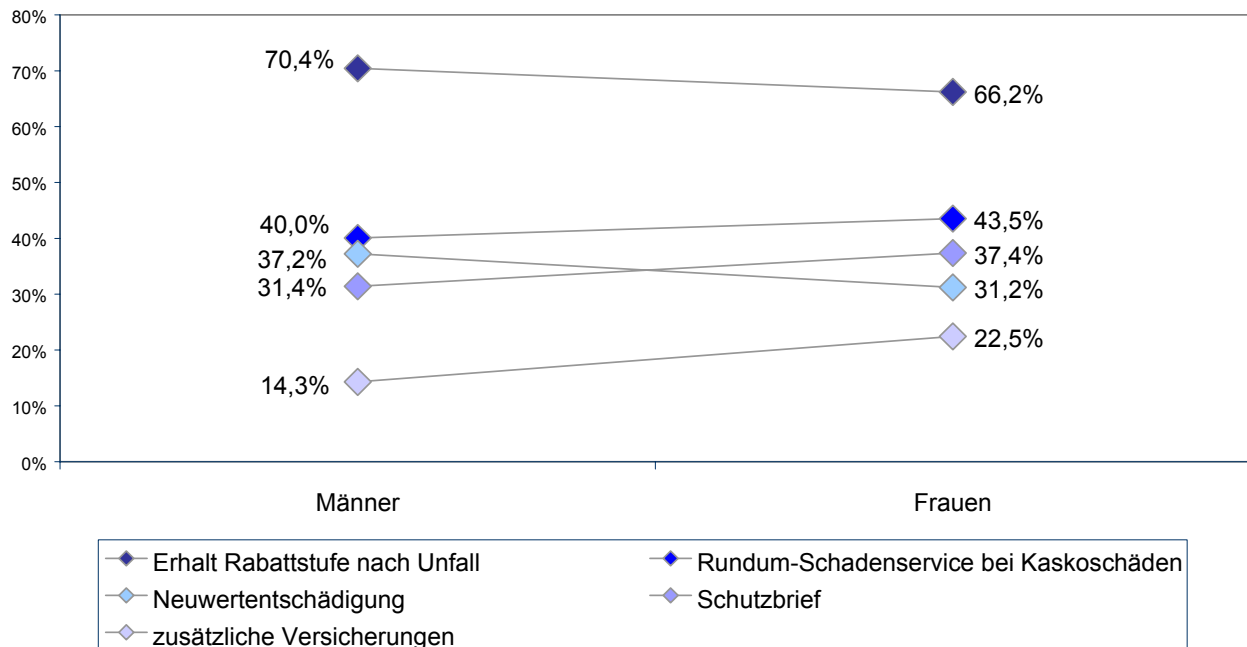 80%
70%
60%
50%
40%
30%
20%
10%
0%
70,4%
66,2%
40,0%
43,5%
37,2%
37,4%
31,4%
31,2%
14,3%
22,5%
Männer
Frauen
Erhalt Rabattstufe nach Unfall
Rundum-Schadenservice bei Kaskoschäden
Neuwertentschädigung
Schutzbrief
zusätzliche Versicherungen